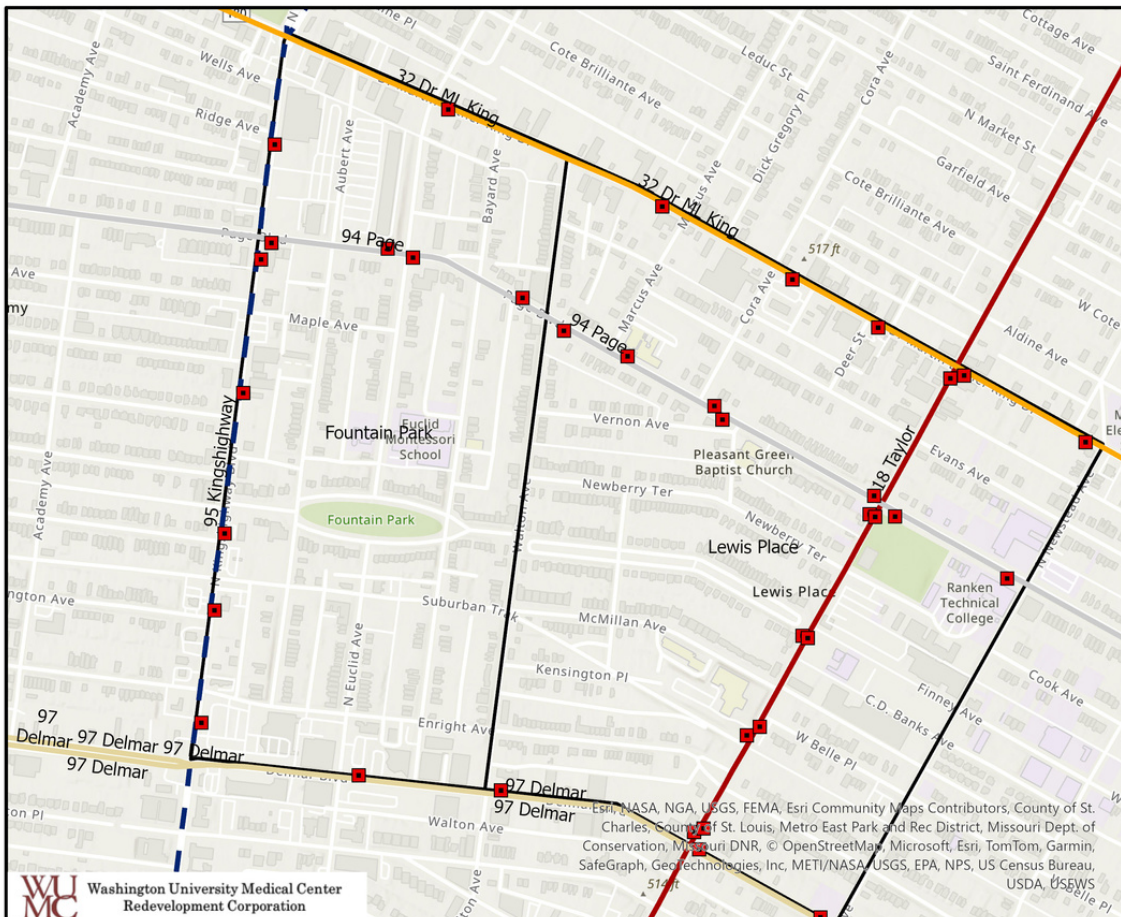 Cottage Ave
Saint Ferdinand Ave
Leduc St
Cote Brilliante Ave
Cora Ave
N Market St
Academy Ave
Wells Ave
Ridge Ave
32 Dr ML King
Dick Gregory Pl
Garfield Ave
Aubert Ave
Bayard Ave
Cote Brilliante Ave
32 Dr ML King
94 Page
517 ft
Ave
Marcus Ave
Cora Ave
my
Maple Ave
94 Page
Aldine Ave
Deer St
Vernon Ave
Fountain Park
Euclid
Montessori
School
Pleasant Green
Baptist Church
Evans Ave
18 Taylor
95 Kingshighway
Academy Ave
Newberry Ter
Fountain Park
Walton Ave
Newberry Ter
Lewis Place
Lewis Place
Ranken
Technical
College
Suburban Trak
McMillan Ave
N Euclid Ave
Kensington Pl
Cook Ave
Finney Ave
C.D. Banks Ave
W Belle Pl
Enright Ave
97
Delmar 97 Delmar 97 Delmar
97 Delmar
97 Delmar
97 Delmar
Walton Ave
Esri, NASA, NGA, USGS, FEMA, Esri Community Maps Contributors, County of St.
Charles, County of St. Louis, Metro East Park and Rec District, Missouri Dept. of
Conservation, Missouri DNR, © OpenStreetMap, Microsoft, Esri, TomTom, Garmin,
SafeGraph, GeoTechnologies, Inc, METI/NASA, USGS, EPA, NPS, US Census Bureau,
USDA, USFWS
514 ft
Walton Ave
WU
MC
Washington University Medical Center
Redevelopment Corporation